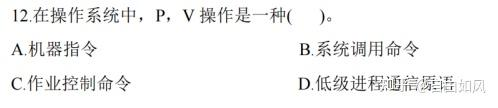 12.在操作系统中，P，V 操作是一种(    )。
A.机器指令    B.系统调用命令
C.作业控制命令    D.低级进程通信原语